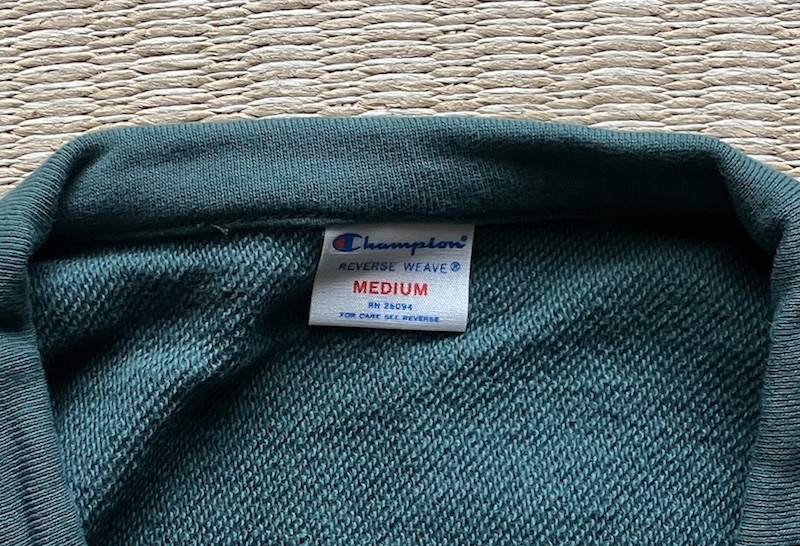 Champion®
REVERSE WEAVE®
MEDIUM
RN 26094
FOR CARE SEE REVERSE